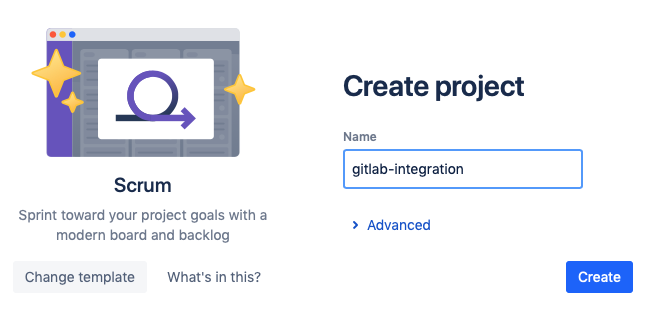 Scrum
Sprint toward your project goals with a
modern board and backlog
Change template
What's in this?
Create project
Name
gitlab-integration
Advanced
Create